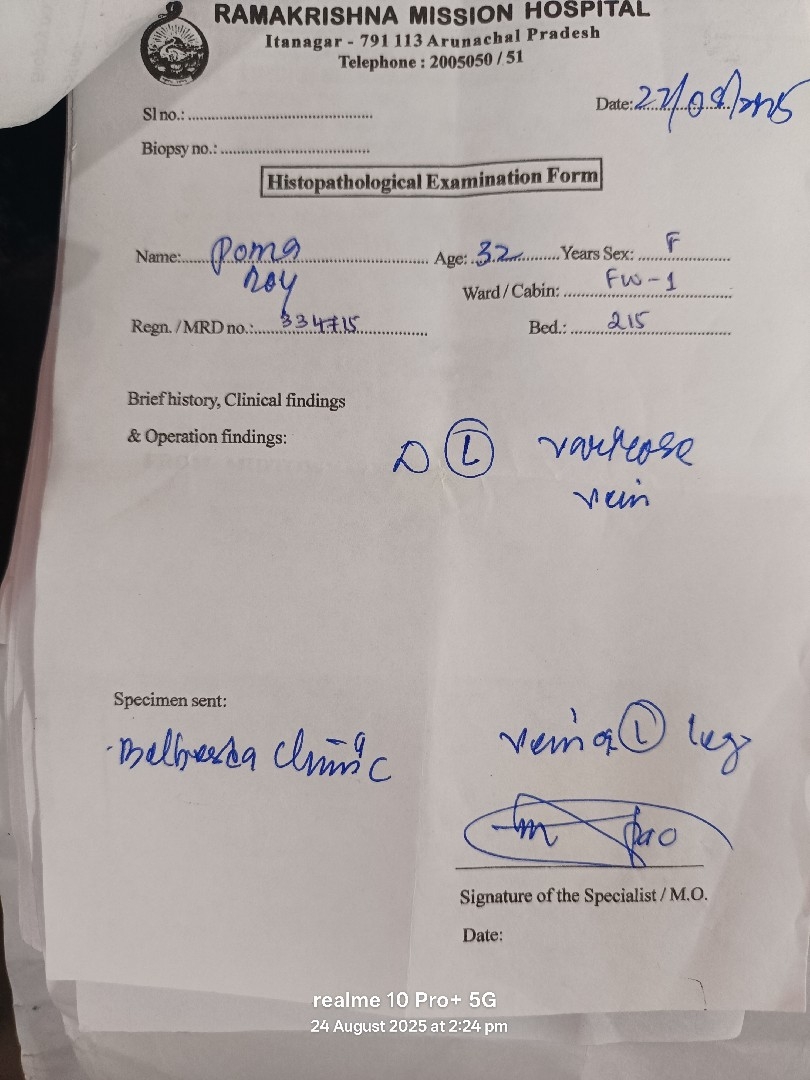 RAMAKRISHNA MISSION HOSPITAL
Itanagar - 791 113 Arunachal Pradesh
Telephone : 2005050 / 51
Date:
Sl no.:
Biopsy no.:
Histopathological Examination Form
Name: Age: 32 Years Sex: F
Roy
Ward / Cabin: FW-1
Regn. / MRD no.: 334715 Bed.: 215
Brief history, Clinical findings
& Operation findings:
L varicose
vein
Specimen sent:
vein L leg
Signature of the Specialist / M.O.
Date:
realme 10 Pro+ 5G
24 August 2025 at 2:24 pm